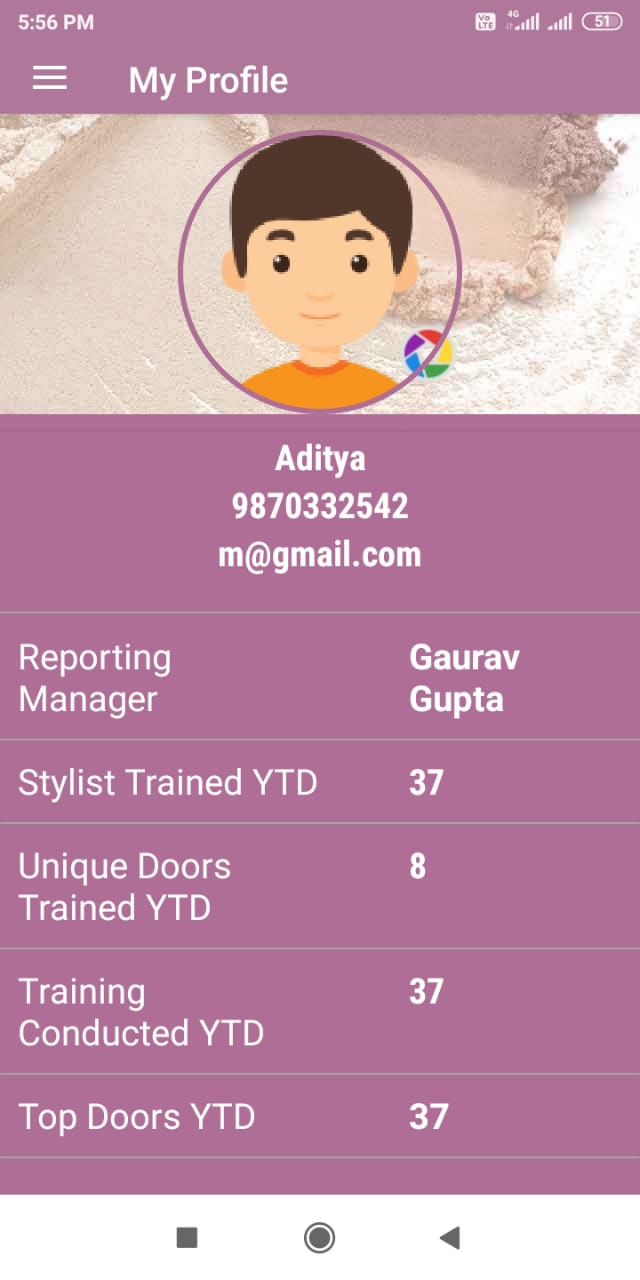 5:56 PM
Vo LTE 4G 51
My Profile
Aditya
9870332542
m@gmail.com
Reporting Manager
Gaurav Gupta
Stylist Trained YTD 37
Unique Doors Trained YTD 8
Training Conducted YTD 37
Top Doors YTD 37